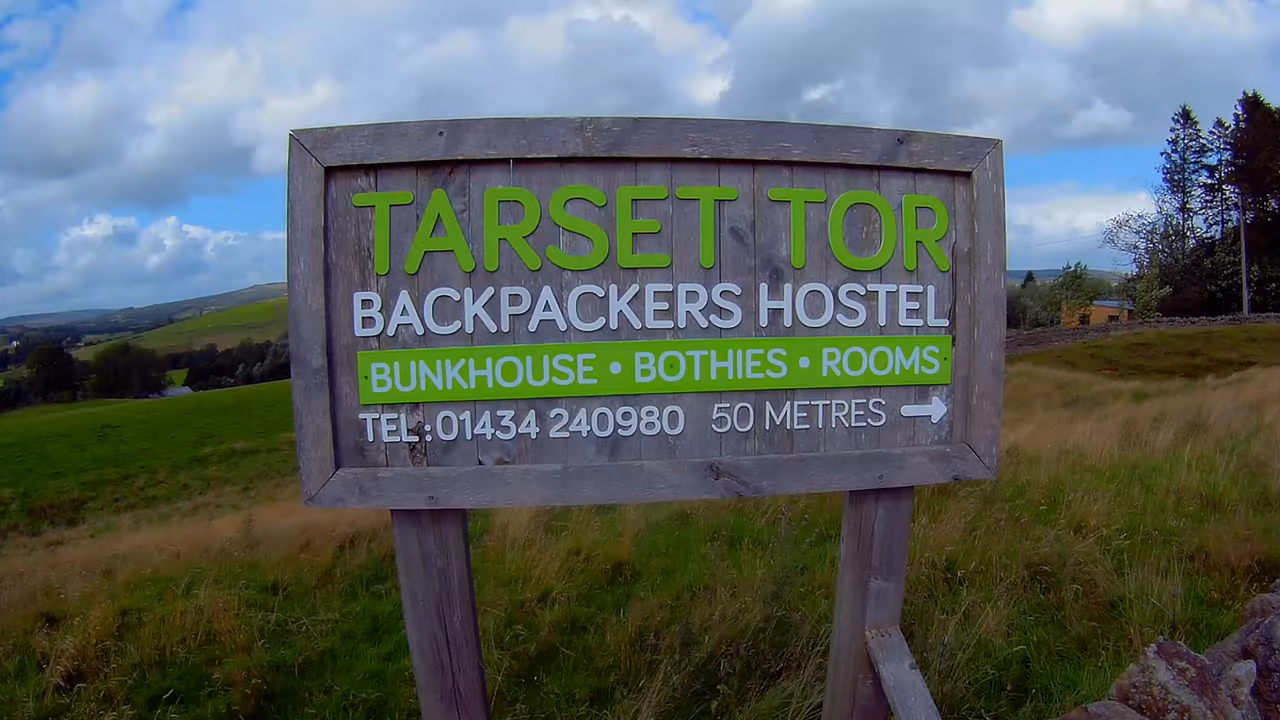 TARSET TOR
BACKPACKERS HOSTEL
BUNKHOUSE • BOTHIES • ROOMS
TEL: 01434 240980 50 METRES →